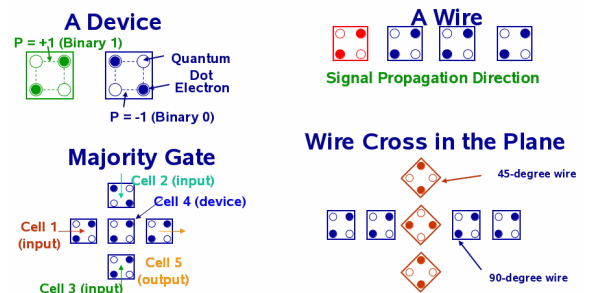 A Device
P = +1 (Binary 1)
Quantum
Dot
Electron
P = -1 (Binary 0)
A Wire
Signal Propagation Direction
Majority Gate
Cell 2 (input)
Cell 4 (device)
Cell 1
(input)
Cell 5
(output)
Cell 3 (input)
Wire Cross in the Plane
45-degree wire
90-degree wire